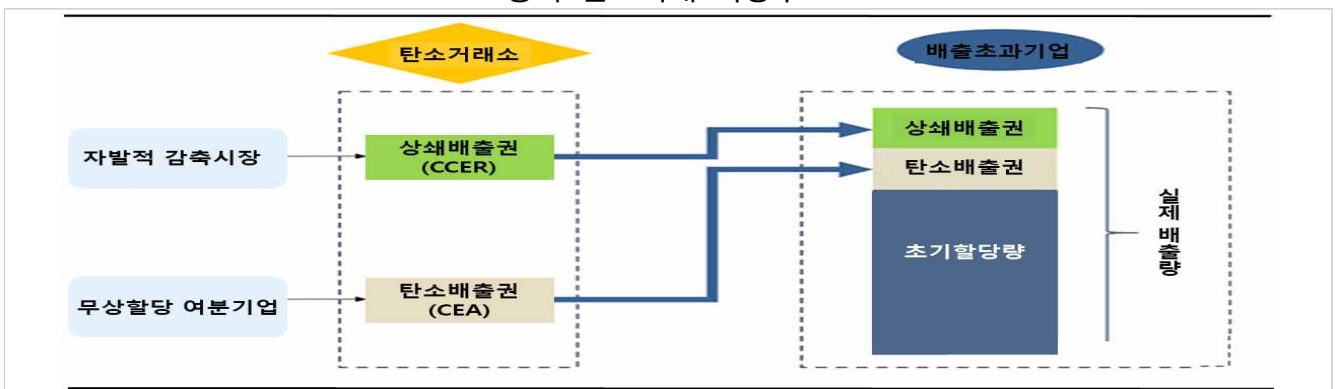 탄소거래소
배출초과기업
자발적 감축시장
상쇄배출권
(CCER)
무상할당 여분기업
탄소배출권
(CEA)
상쇄배출권
탄소배출권
초기할당량
실제 배출량